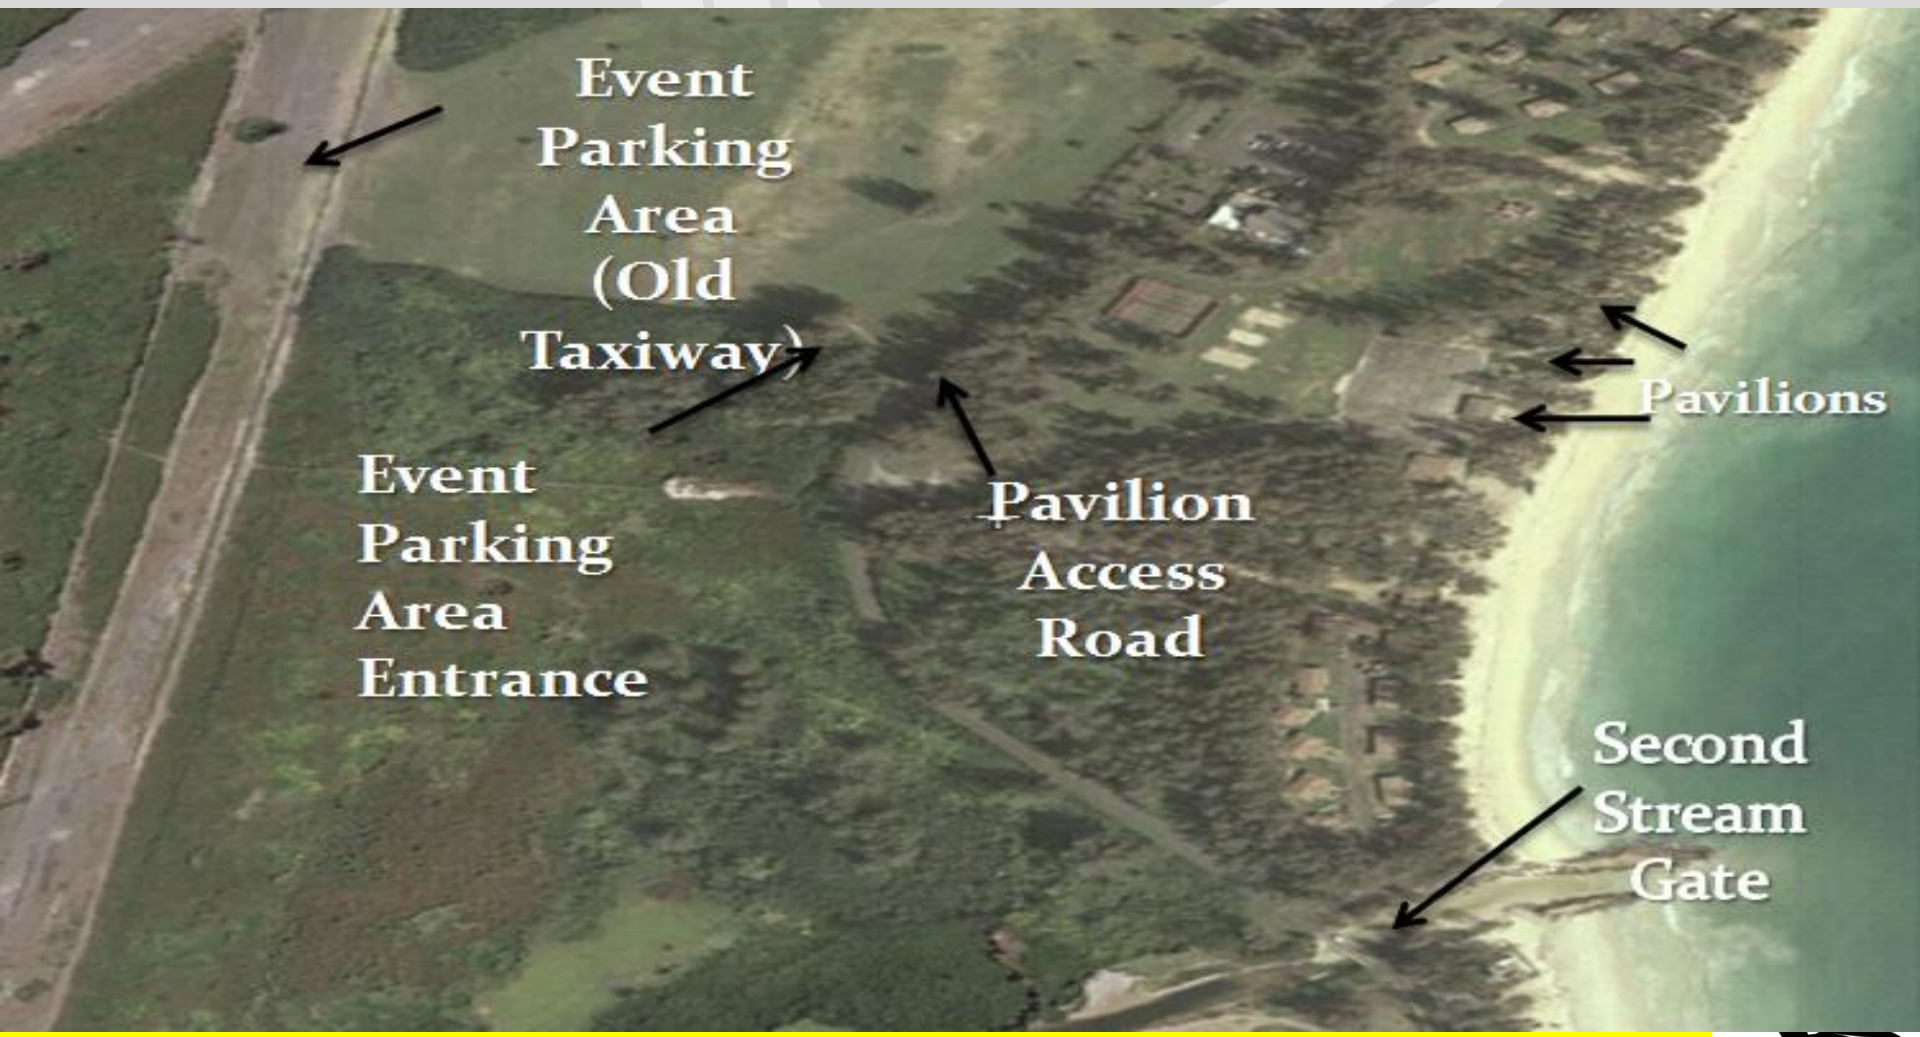 Event
Parking
Area
(Old
Taxiway)
Pavilions
Event
Parking
Area
Entrance
Pavilion
Access
Road
Second
Stream
Gate